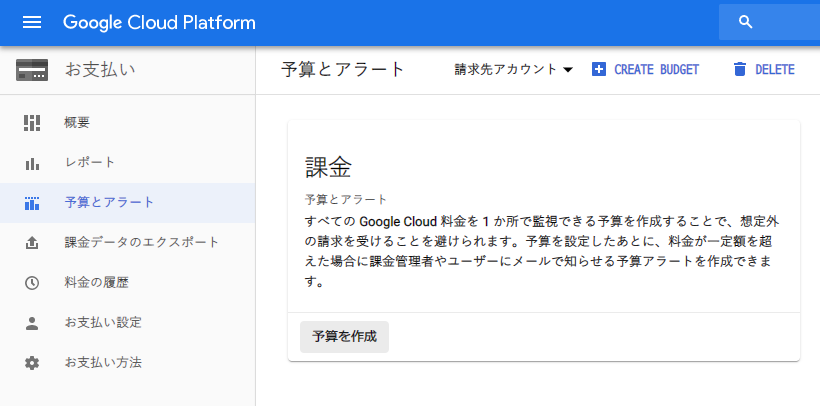 Google Cloud Platform
お支払い
予算とアラート
請求先アカウント
CREATE BUDGET
DELETE
概要
レポート
予算とアラート
課金データのエクスポート
料金の履歴
お支払い設定
お支払い方法
課金
予算とアラート
すべての Google Cloud 料金を 1 か所で監視できる予算を作成することで、想定外
の請求を受けることを避けられます。予算を設定したあとに、料金が一定額を超
えた場合に課金管理者やユーザーにメールで知らせる予算アラートを作成できま
す。
予算を作成